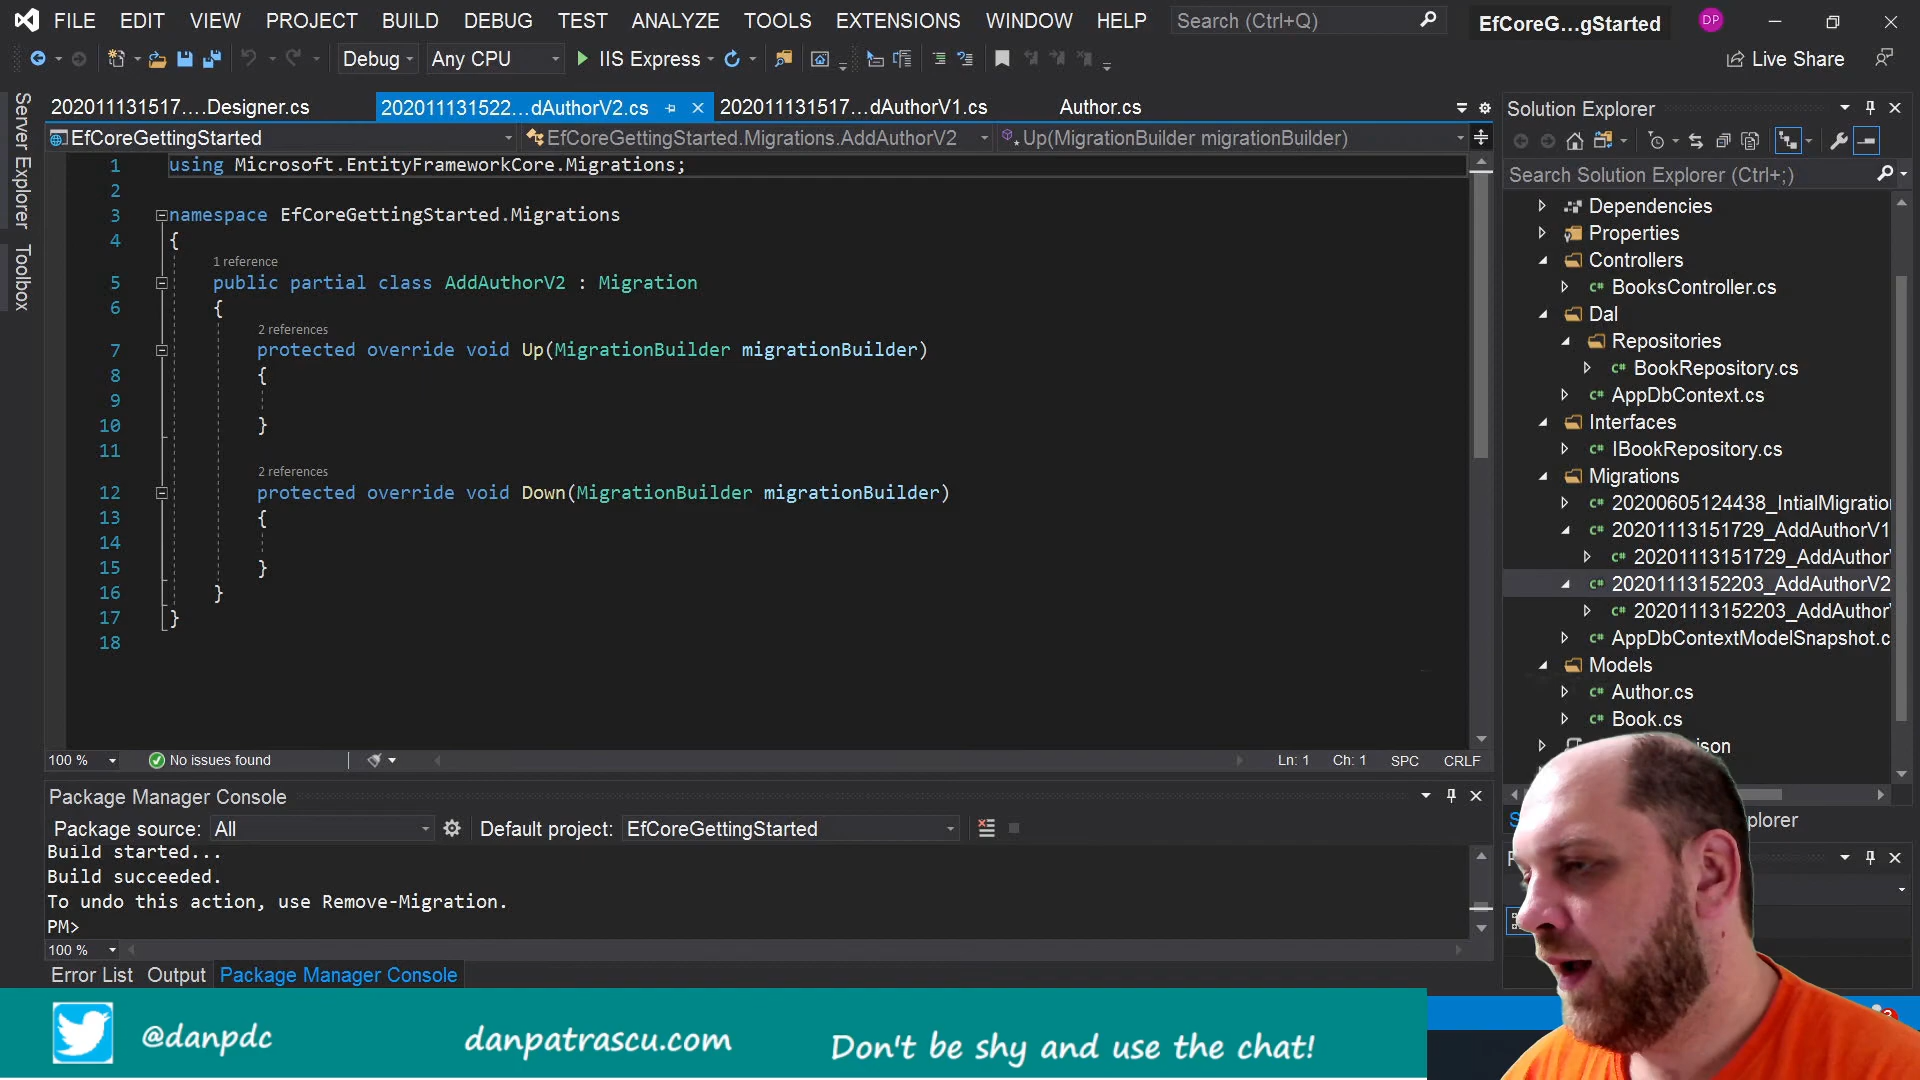 FILE EDIT VIEW PROJECT BUILD DEBUG TEST ANALYZE TOOLS EXTENSIONS WINDOW HELP Search (Ctrl+Q) EfCoreG...gStarted DP
Debug Any CPU IIS Express Live Share
Server Explorer
Toolbox
202011131517....Designer.cs 202011131522...dAuthorV2.cs 202011131517...dAuthorV1.cs Author.cs
EfCoreGettingStarted EfCoreGettingStarted.Migrations.AddAuthorV2 Up(MigrationBuilder migrationBuilder)
1 using Microsoft.EntityFrameworkCore.Migrations;
2
3 namespace EfCoreGettingStarted.Migrations
4 {
1 reference
5 public partial class AddAuthorV2 : Migration
6 {
2 references
7 protected override void Up(MigrationBuilder migrationBuilder)
8 {
9
10 }
11
2 references
12 protected override void Down(MigrationBuilder migrationBuilder)
13 {
14
15 }
16 }
17 }
18
100 % No issues found Ln: 1 Ch: 1 SPC CRLF
Package Manager Console
Package source: All Default project: EfCoreGettingStarted
Build started...
Build succeeded.
To undo this action, use Remove-Migration.
PM>
100 %
Error List Output Package Manager Console
Solution Explorer
Search Solution Explorer (Ctrl+;)
Dependencies
Properties
Controllers
BooksController.cs
Dal
Repositories
BookRepository.cs
AppDbContext.cs
Interfaces
IBookRepository.cs
Migrations
20200605124438_IntialMigratio
20201113151729_AddAuthorV1
20201113151729_AddAuthor
20201113152203_AddAuthorV2
20201113152203_AddAuthor
AppDbContextModelSnapshot.c
Models
Author.cs
Book.cs
json
plorer
@danpdc danpatrascu.com Don't be shy and use the chat!